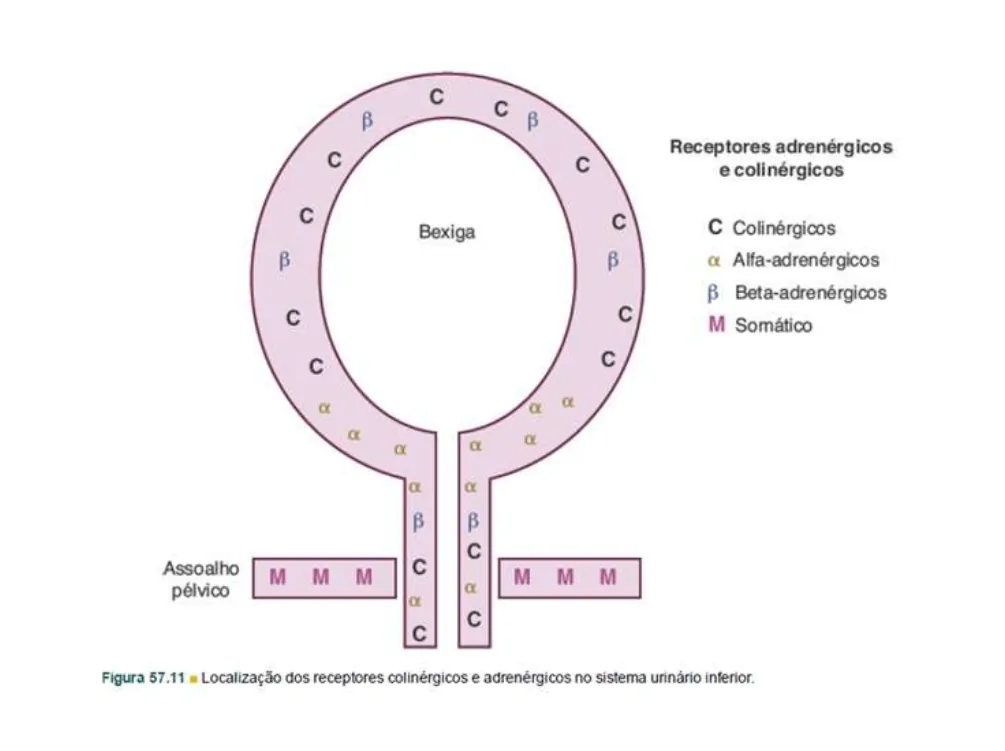 C
C
β
β
C
C
Receptores adrenérgicos
e colinérgicos
C
C
Bexiga
C Colinérgicos
β
β
α Alfa-adrenérgicos
β Beta-adrenérgicos
C
C
M Somático
C
C
α
α
α
α
α
α
α
α
α
β
β
C
Assoalho
pélvico
M M M
C
M M M
α
α
C
C
Figura 57.11 ■ Localização dos receptores colinérgicos e adrenérgicos no sistema urinário inferior.